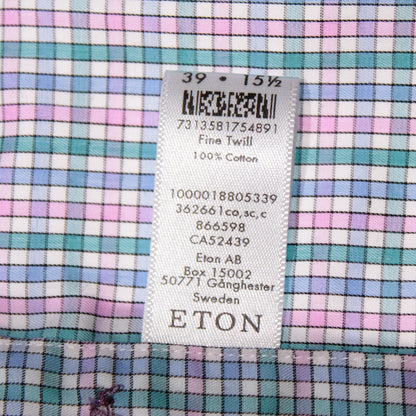 39 • 15½
7313581754891
Fine Twill
100% Cotton
1000018805339
362661co,sc,c
866598
CA52439
Eton AB
Box 15002
50771 Gånghester
Sweden
ETON